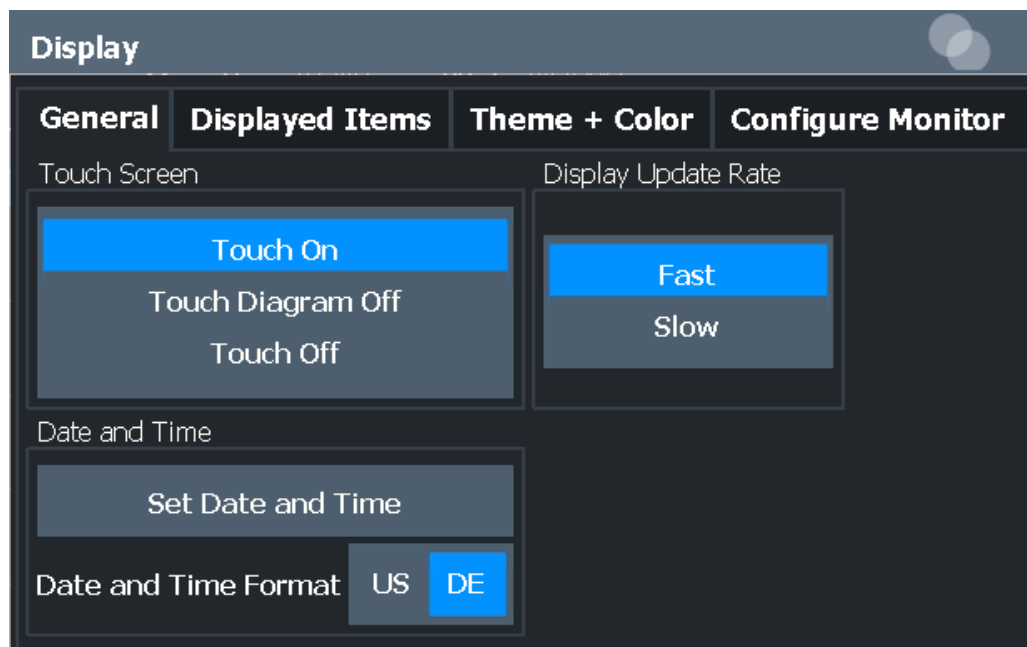 Display
General Displayed Items Theme + Color Configure Monitor
Touch Screen
Touch On
Touch Diagram Off
Touch Off
Display Update Rate
Fast
Slow
Date and Time
Set Date and Time
Date and Time Format US DE